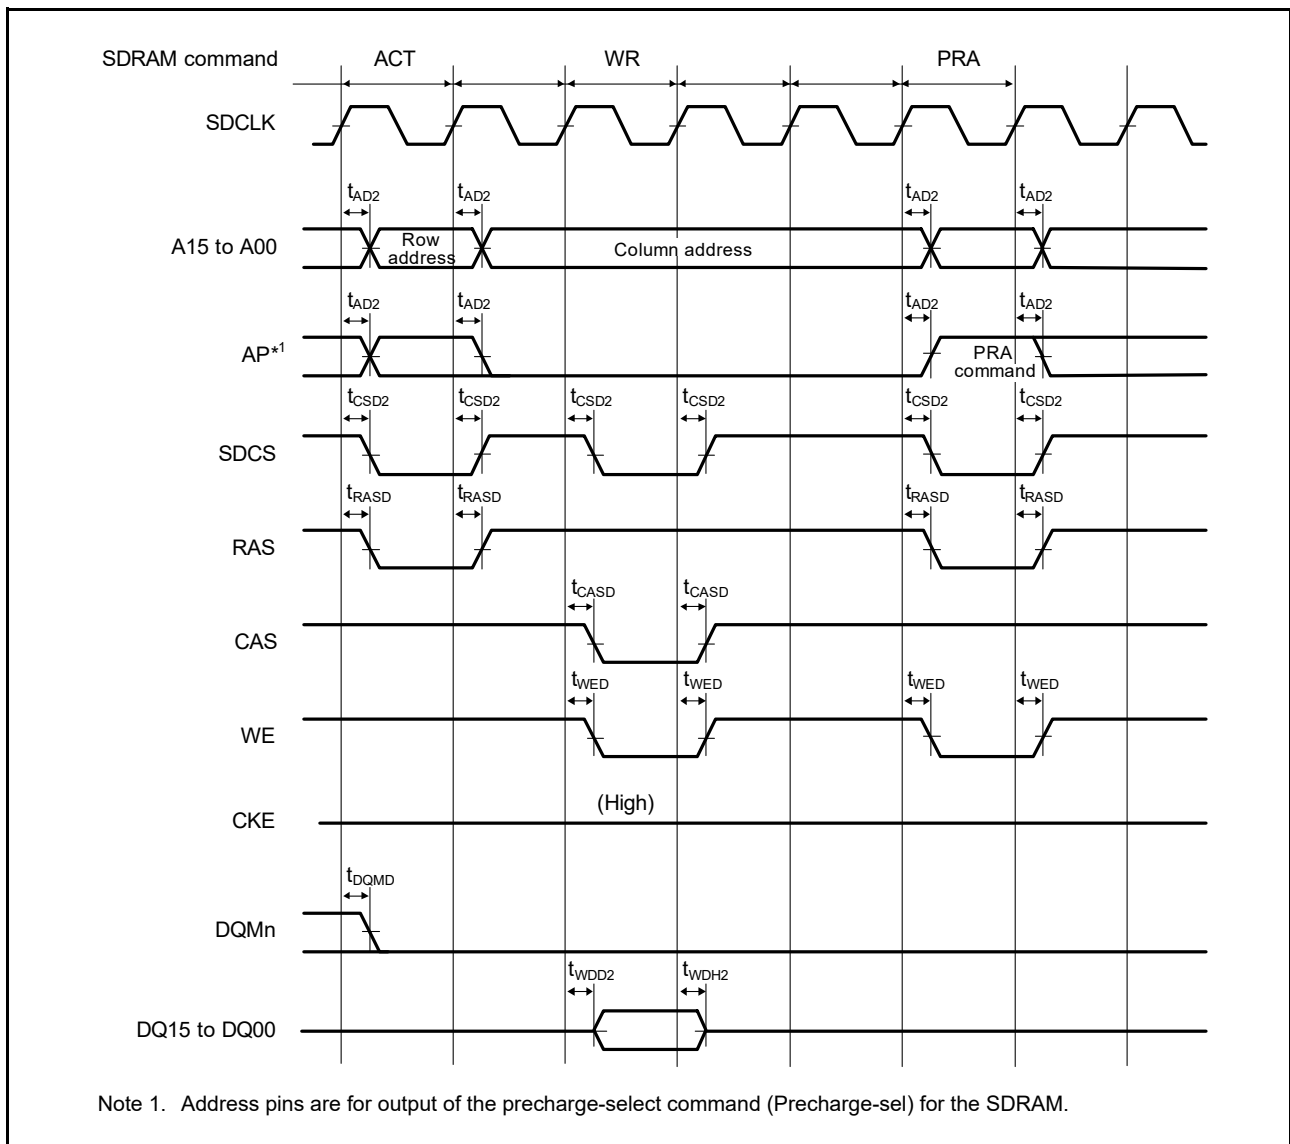 SDRAM command ACT WR PRA
SDCLK
tAD2 tAD2 tAD2 tAD2
A15 to A00 Row address Column address
tAD2 tAD2 tAD2 tAD2
AP*1 PRA command
tCSD2 tCSD2 tCSD2 tCSD2 tCSD2 tCSD2
SDCS
tRASD tRASD tRASD tRASD
RAS
tCASD tCASD
CAS
tWED tWED tWED tWED
WE
(High)
CKE
tDQMD
DQMn
tWDD2 tWDH2
DQ15 to DQ00
Note 1. Address pins are for output of the precharge-select command (Precharge-sel) for the SDRAM.